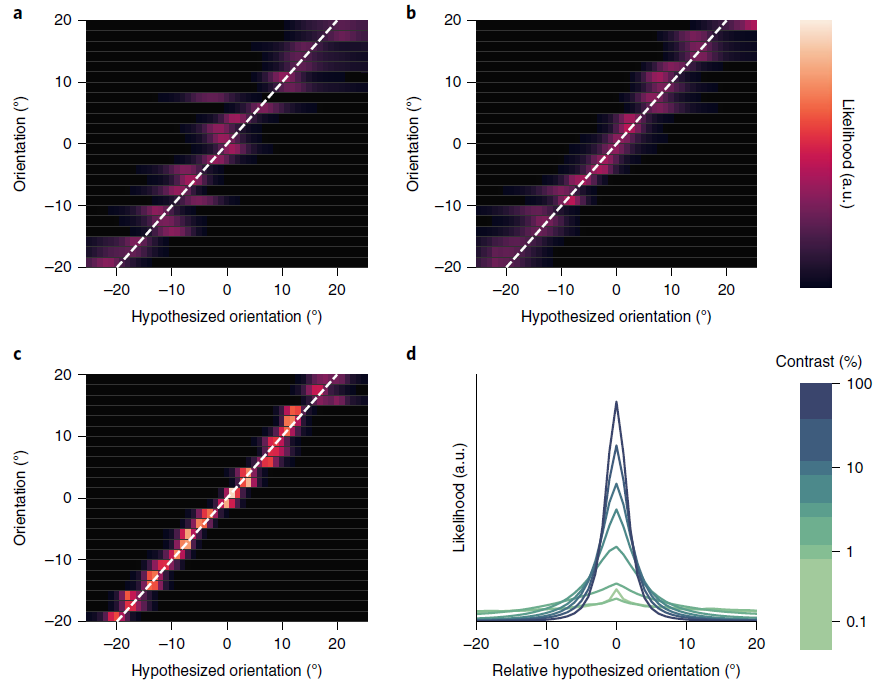 a
20
10
0
−10
−20
Orientation (°)
−20 −10 0 10 20
Hypothesized orientation (°)
b
20
10
0
−10
−20
Orientation (°)
−20 −10 0 10 20
Hypothesized orientation (°)
Likelihood (a.u.)
c
20
10
0
−10
−20
Orientation (°)
−20 −10 0 10 20
Hypothesized orientation (°)
d
Likelihood (a.u.)
−20 −10 0 10 20
Relative hypothesized orientation (°)
Contrast (%)
100
10
1
0.1